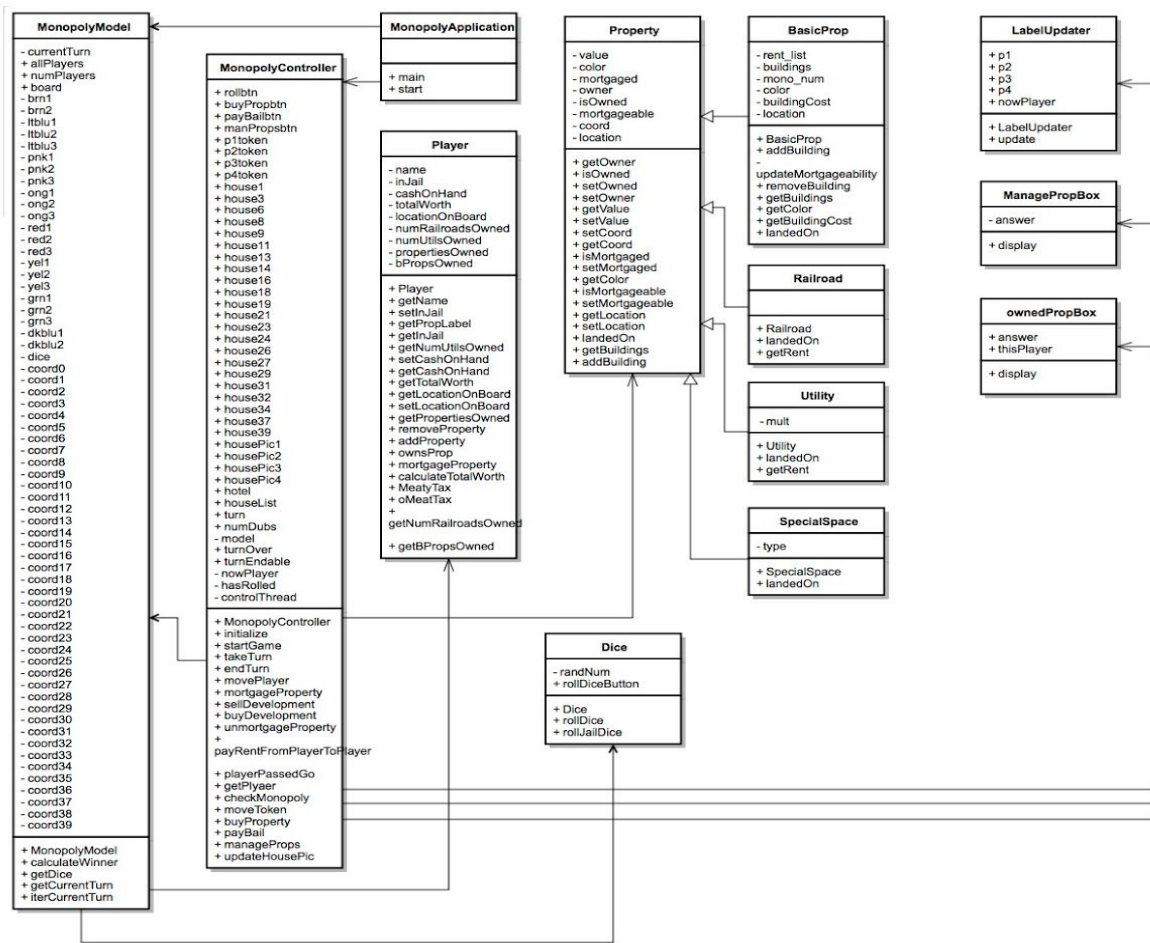 MonopolyModel
- currentTurn
+ allPlayers
+ numPlayers
+ board
- brn1
- brn2
- ltblu1
- ltblu2
- ltblu3
- pnk1
- pnk2
- pnk3
- ong1
- ong2
- ong3
- red1
- red2
- red3
- yel1
- yel2
- yel3
- grn1
- grn2
- grn3
- dkblu1
- dkblu2
- dice
- coord0
- coord1
- coord2
- coord3
- coord4
- coord5
- coord6
- coord7
- coord8
- coord9
- coord10
- coord11
- coord12
- coord13
- coord14
- coord15
- coord16
- coord17
- coord18
- coord19
- coord20
- coord21
- coord22
- coord23
- coord24
- coord25
- coord26
- coord27
- coord28
- coord29
- coord30
- coord31
- coord32
- coord33
- coord34
- coord35
- coord36
- coord37
- coord38
- coord39
+ MonopolyModel
+ calculateWinner
+ getDice
+ getCurrentTurn
+ iterCurrentTurn
MonopolyController
+ rollbtn
+ buyPropbtn
+ payBailbtn
+ manPropsbtn
+ p1token
+ p2token
+ p3token
+ p4token
+ house1
+ house3
+ house6
+ house8
+ house9
+ house11
+ house13
+ house14
+ house16
+ house18
+ house19
+ house21
+ house23
+ house24
+ house26
+ house27
+ house29
+ house31
+ house32
+ house34
+ house37
+ house39
+ housePic1
+ housePic2
+ housePic3
+ housePic4
+ hotel
+ houseList
+ turn
+ numDubs
- model
+ turnOver
+ turnEndable
- nowPlayer
- hasRolled
- controlThread
+ MonopolyController
+ initialize
+ startGame
+ takeTurn
+ endTurn
+ movePlayer
+ mortgageProperty
+ sellDevelopment
+ buyDevelopment
+ unmortgageProperty
+
payRentFromPlayerToPlayer
+ playerPassedGo
+ getPlyaer
+ checkMonopoly
+ moveToken
+ buyProperty
+ payBail
+ manageProps
+ updateHousePic
MonopolyApplication
+ main
+ start
Player
- name
- inJail
- cashOnHand
- totalWorth
- locationOnBoard
- numRailroadsOwned
- numUtilsOwned
- propertiesOwned
- bPropsOwned
+ Player
+ getName
+ setInJail
+ getPropLabel
+ getInJail
+ getNumUtilsOwned
+ setCashOnHand
+ getCashOnHand
+ getTotalWorth
+ getLocationOnBoard
+ setLocationOnBoard
+ getPropertiesOwned
+ removeProperty
+ addProperty
+ ownsProp
+ mortgageProperty
+ calculateTotalWorth
+ MeatyTax
+ oMeatTax
+
getNumRailroadsOwned
+ getBPropsOwned
Property
- value
- color
- mortgaged
- owner
- isOwned
- mortgageable
- coord
- location
+ getOwner
+ isOwned
+ setOwned
+ setOwner
+ getValue
+ setValue
+ setCoord
+ getCoord
+ isMortgaged
+ setMortgaged
+ getColor
+ isMortgageable
+ setMortgageable
+ getLocation
+ setLocation
+ landedOn
+ getBuildings
+ addBuilding
Dice
- randNum
+ rollDiceButton
+ Dice
+ rollDice
+ rollJailDice
BasicProp
- rent_list
- buildings
- mono_num
- color
- buildingCost
- location
+ BasicProp
+ addBuilding
-
updateMortgageability
+ removeBuilding
+ getBuildings
+ getColor
+ getBuildingCost
+ landedOn
Railroad
+ Railroad
+ landedOn
+ getRent
Utility
- mult
+ Utility
+ landedOn
+ getRent
SpecialSpace
- type
+ SpecialSpace
+ landedOn
LabelUpdater
+ p1
+ p2
+ p3
+ p4
+ nowPlayer
+ LabelUpdater
+ update
ManagePropBox
- answer
+ display
ownedPropBox
+ answer
+ thisPlayer
+ display